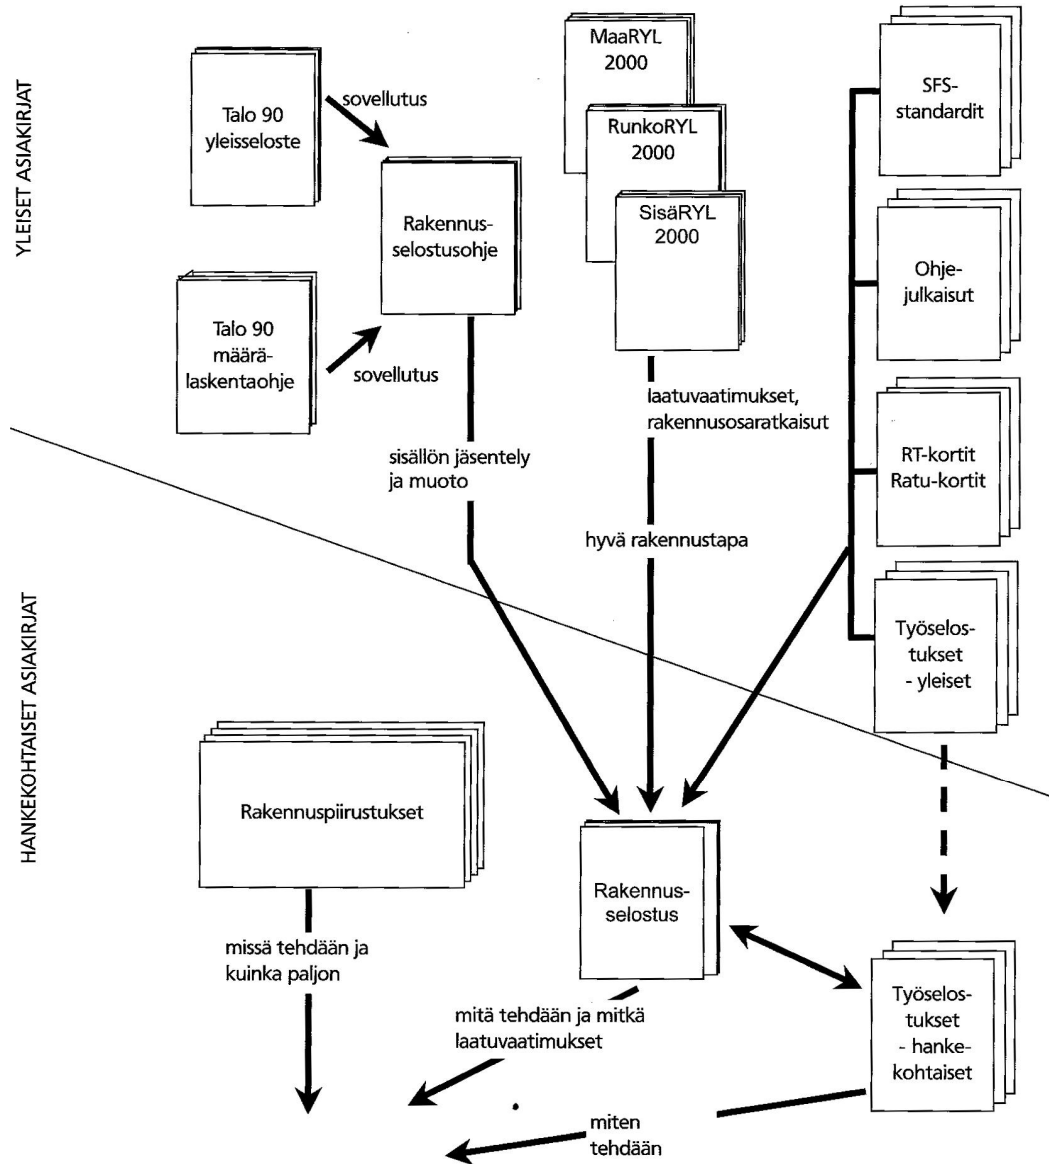 YLEISET ASIAKIRJAT
Talo 90
yleisseloste
sovellutus
Rakennus-
selostusohje
Talo 90
määrä-
laskentaohje
sovellutus
MaaRYL
2000
RunkoRYL
2000
SisäRYL
2000
SFS-
standardit
Ohje-
julkaisut
RT-kortit
Ratu-kortit
Työselos-
tukset
- yleiset
sisällön jäsentely
ja muoto
laatuvaatimukset,
rakennusosaratkaisut
hyvä rakennustapa
HANKEKOHTAISET ASIAKIRJAT
Rakennuspiirustukset
Rakennus-
selostus
Työselos-
tukset
- hanke-
kohtaiset
missä tehdään ja
kuinka paljon
mitä tehdään ja mitkä
laatuvaatimukset
miten
tehdään